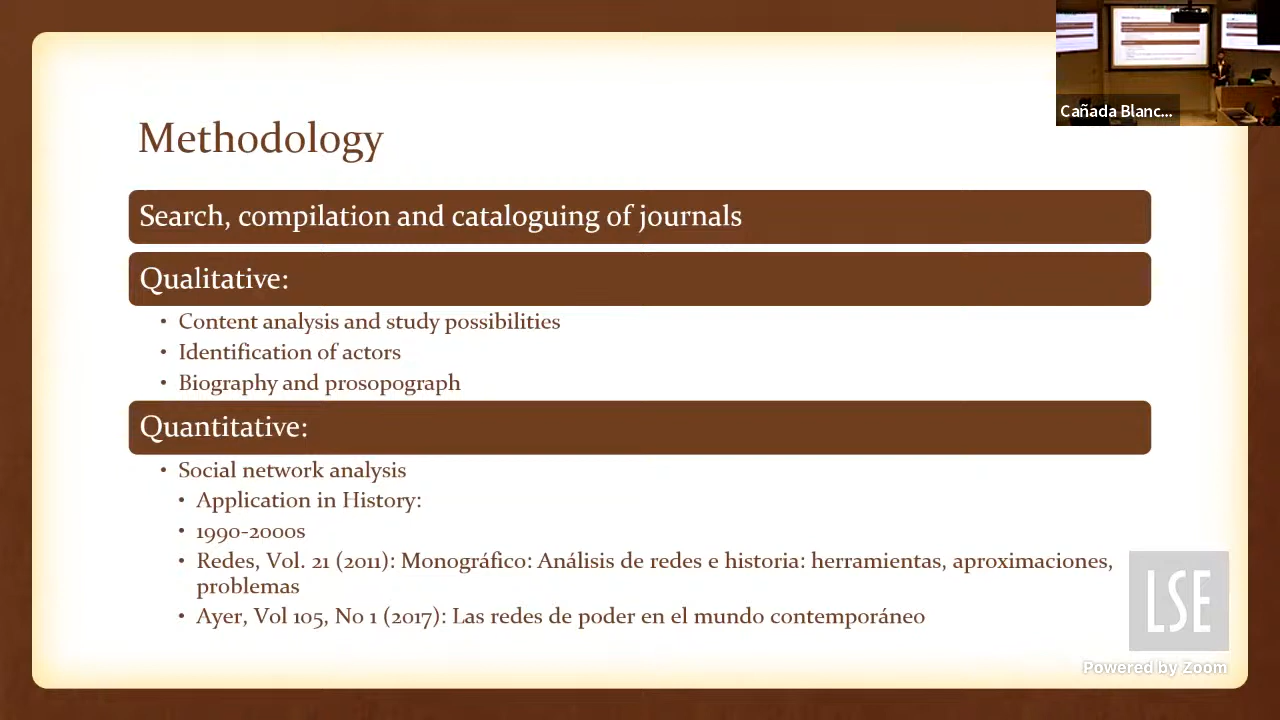 Cañada Blanc...
Methodology
Search, compilation and cataloguing of journals
Qualitative:
• Content analysis and study possibilities
• Identification of actors
• Biography and prosopograph
Quantitative:
• Social network analysis
• Application in History:
• 1990-2000s
• Redes, Vol. 21 (2011): Monográfico: Análisis de redes e historia: herramientas, aproximaciones,
problemas
• Ayer, Vol 105, No 1 (2017): Las redes de poder en el mundo contemporáneo
LSE
Powered by Zoom